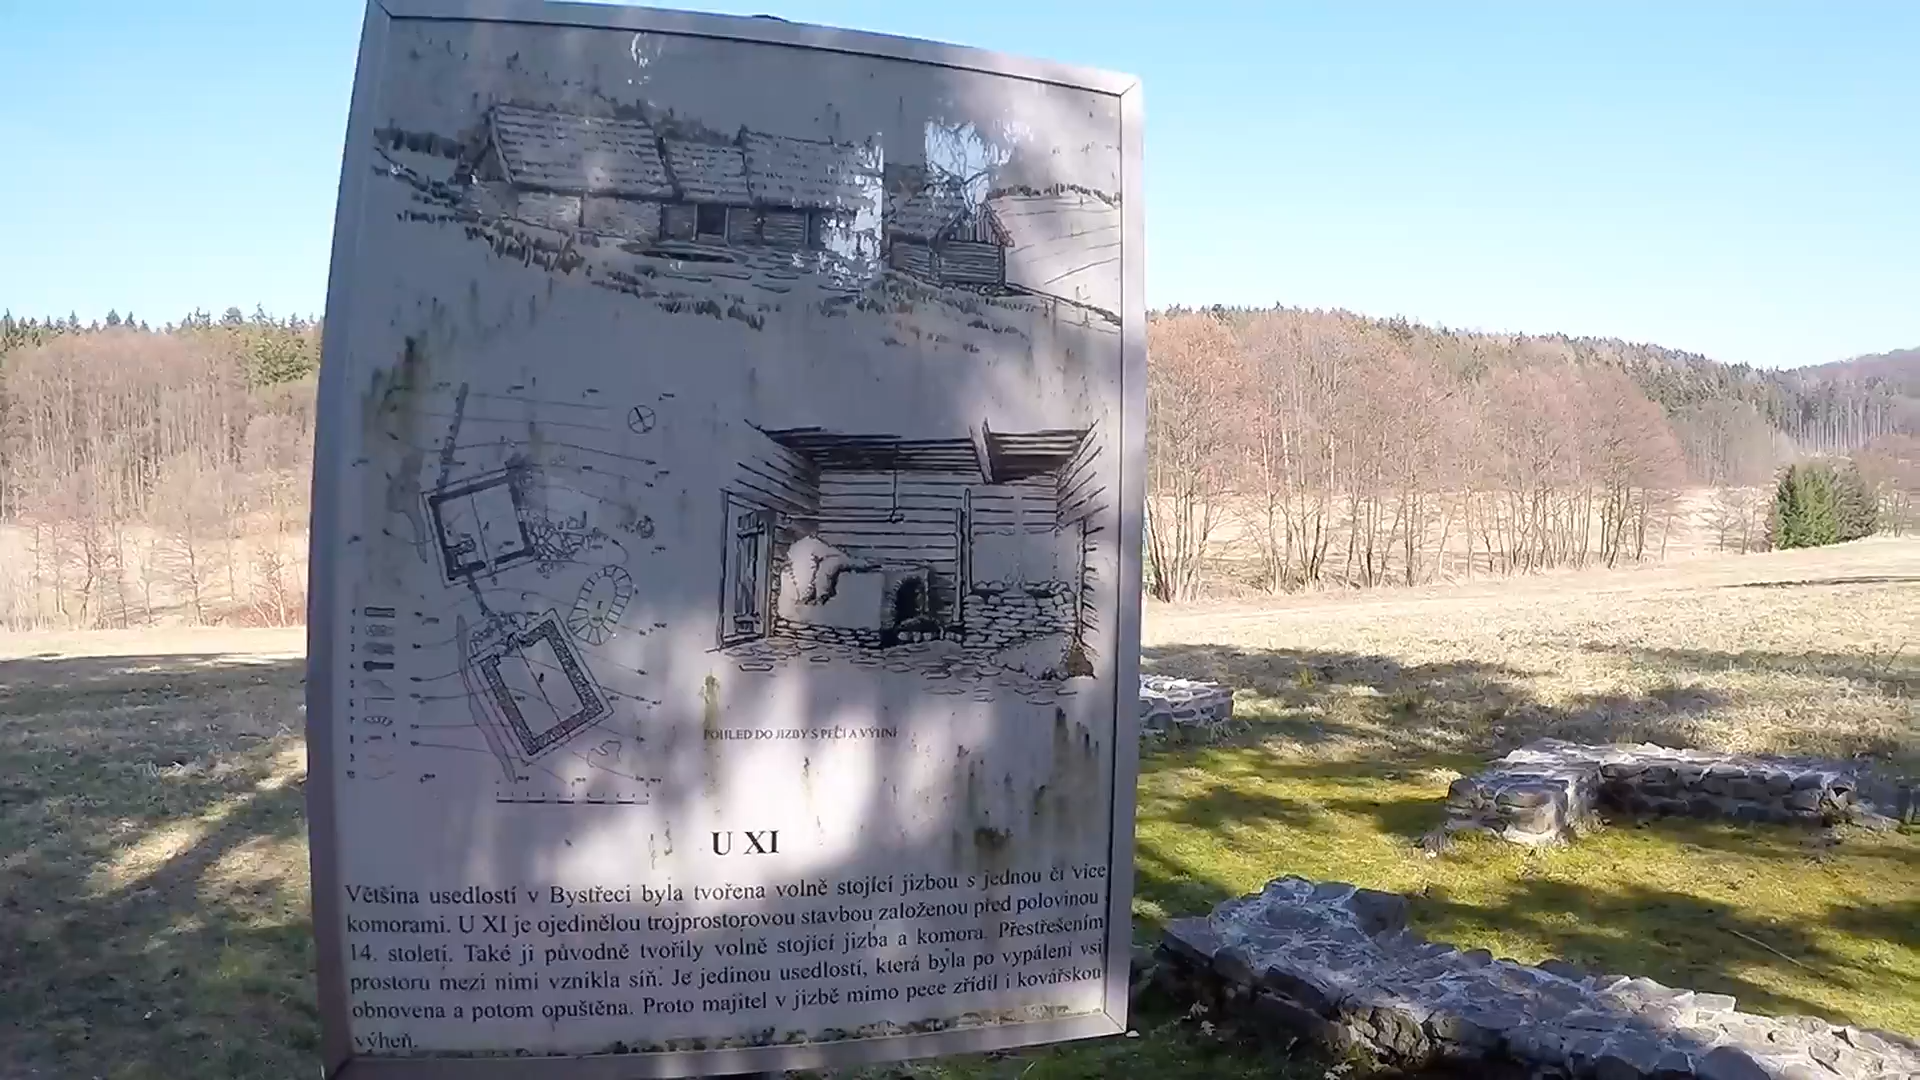 POHLED DO JIZBY S PECÍ A VÝHNÍ
U XI
Většina usedlostí v Bystřeci byla tvořena volně stojící jizbou s jednou či více
komorami. U XI je ojedinělou trojprostorovou stavbou založenou před polovinou
14. století. Také ji původně tvořily volně stojící jizba a komora. Přestřešením
prostoru mezi nimi vznikla síň. Je jedinou usedlostí, která byla po vypálení vsi
obnovena a potom opuštěna. Proto majitel v jizbě mimo pece zřídil i kovářskou
výheň.